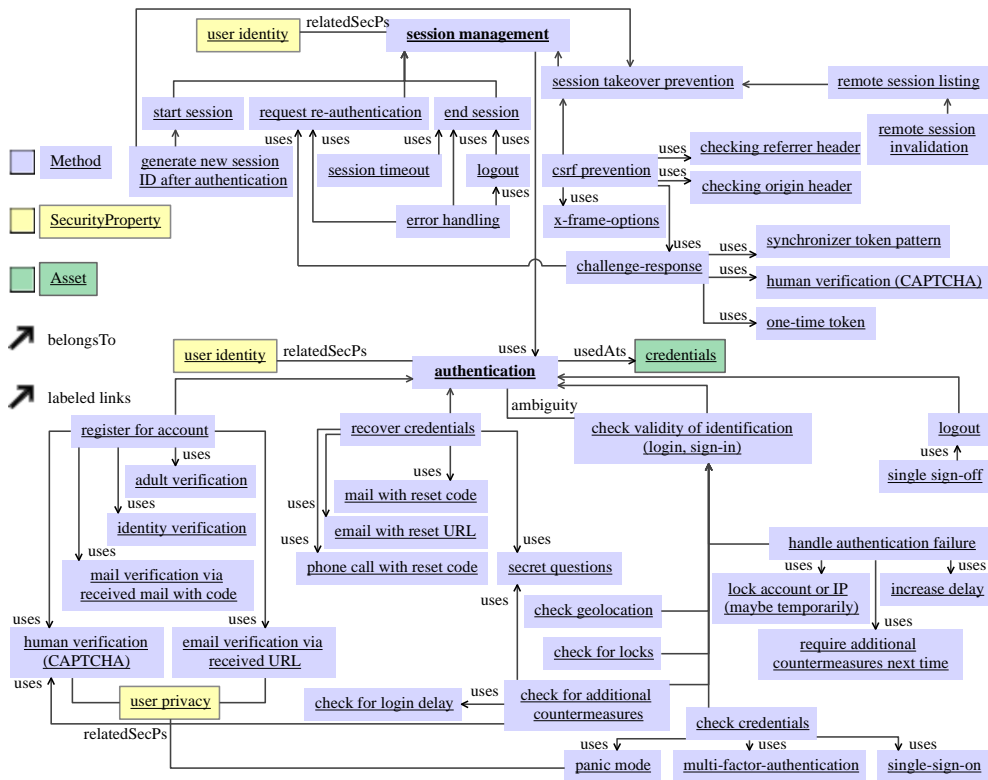 relatedSecPs
user identity
session management
session takeover prevention
remote session listing
start session
request re-authentication
end session
uses
uses
uses
uses
uses
uses
remote session
invalidation
checking referrer header
uses
Method
generate new session
ID after authentication
session timeout
logout
csrf prevention
uses
checking origin header
uses
uses
SecurityProperty
error handling
x-frame-options
uses
synchronizer token pattern
uses
Asset
challenge-response
uses
human verification (CAPTCHA)
uses
one-time token
belongsTo
user identity
relatedSecPs
uses
usedAts
credentials
authentication
labeled links
ambiguity
register for account
recover credentials
check validity of identification
(login, sign-in)
logout
uses
uses
adult verification
uses
single sign-off
mail with reset code
uses
identity verification
uses
email with reset URL
uses
handle authentication failure
uses
mail verification via
received mail with code
phone call with reset code
uses
secret questions
uses
lock account or IP
(maybe temporarily)
uses
increase delay
uses
check geolocation
uses
human verification
(CAPTCHA)
uses
email verification via
received URL
check for locks
uses
require additional
countermeasures next time
uses
user privacy
check for login delay
uses
check for additional
countermeasures
check credentials
relatedSecPs
uses
uses
uses
panic mode
multi-factor-authentication
single-sign-on